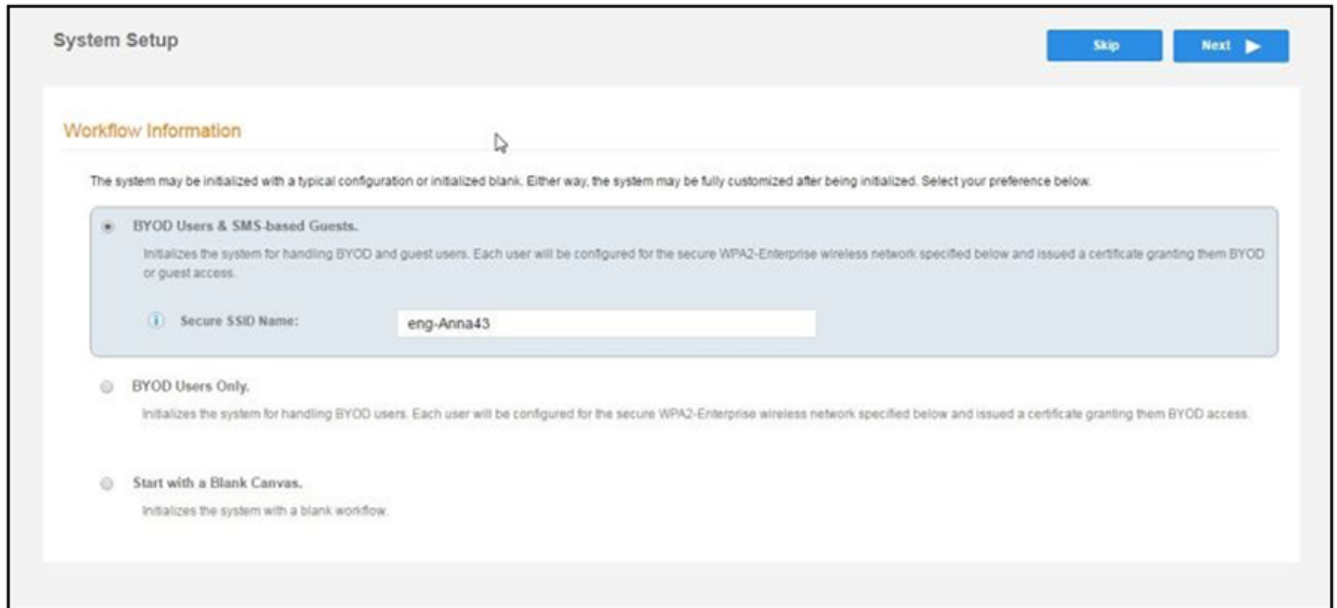 System Setup
Skip
Next
Workflow Information
The system may be initialized with a typical configuration or initialized blank. Either way, the system may be fully customized after being initialized. Select your preference below.
BYOD Users & SMS-based Guests.
Initializes the system for handling BYOD and guest users. Each user will be configured for the secure WPA2-Enterprise wireless network specified below and issued a certificate granting them BYOD
or guest access.
Secure SSID Name:
eng-Anna43
BYOD Users Only.
Initializes the system for handling BYOD users. Each user will be configured for the secure WPA2-Enterprise wireless network specified below and issued a certificate granting them BYOD access.
Start with a Blank Canvas.
Initializes the system with a blank workflow.